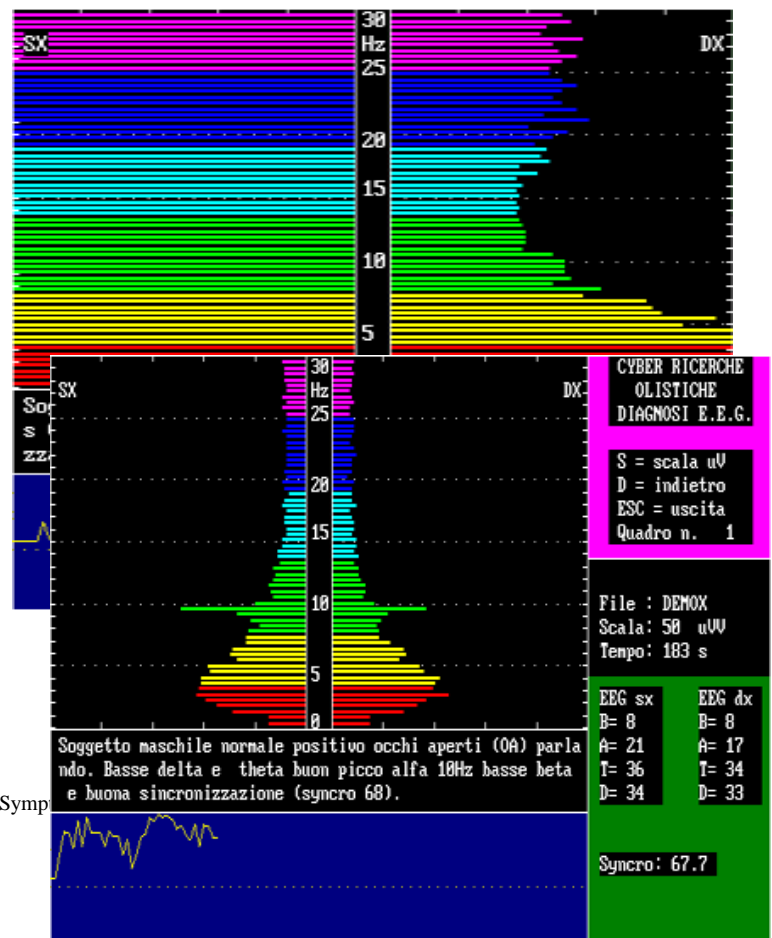 SX
DX
30
Hz
25
20
15
10
5
SX
DX
30
Hz
25
20
15
10
5
0
CYBER RICERCHE
OLISTICHE
DIAGNOSI E.E.G.
S = scala uV
D = indietro
ESC = uscita
Quadro n. 1
File : DEMOX
Scala: 50 uVV
Tempo: 183 s
EEG sx EEG dx
B= 8 B= 8
A= 21 A= 17
T= 36 T= 34
D= 34 D= 33
Syncro: 67.7
Soggetto maschile normale positivo occhi aperti (OA) parla
ndo. Basse delta e theta buon picco alfa 10Hz basse beta
e buona sincronizzazione (syncro 68).